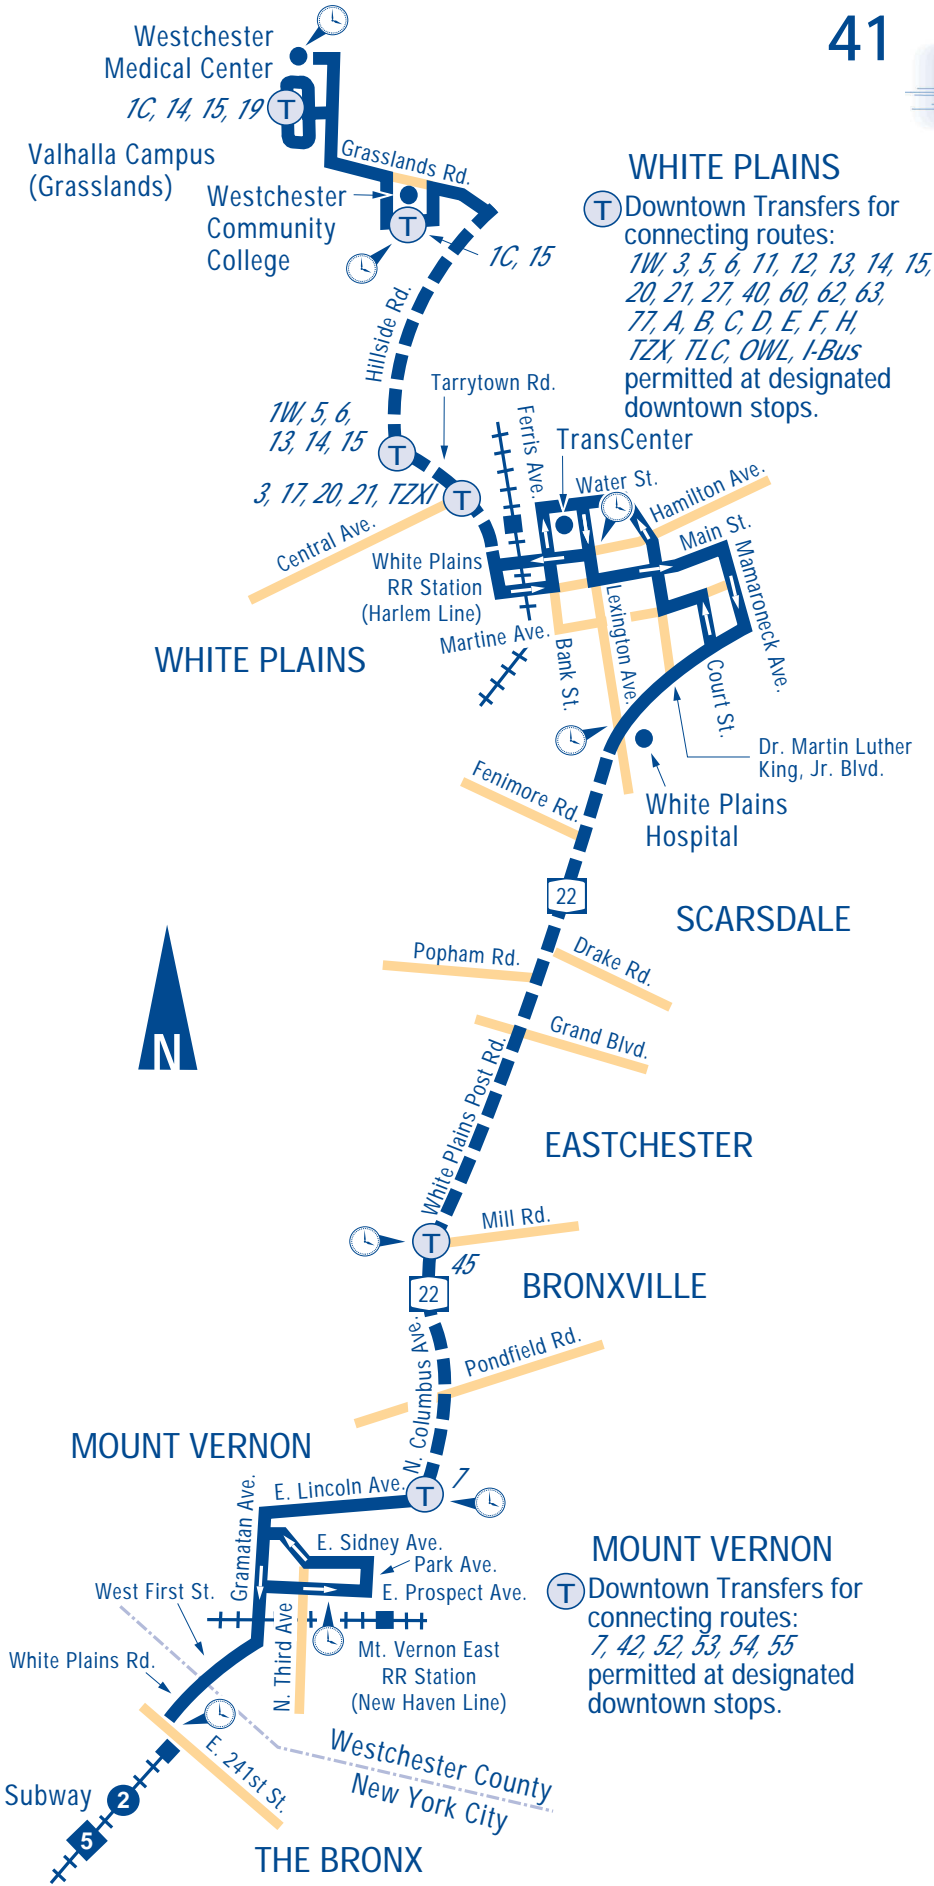 41
Westchester
Medical Center
1C, 14, 15, 19
T
Valhalla Campus
(Grasslands)
Grasslands Rd.
Westchester
Community
College
T
1C, 15
WHITE PLAINS
T
Downtown Transfers for
connecting routes:
1W, 3, 5, 6, 11, 12, 13, 14, 15,
20, 21, 27, 40, 60, 62, 63,
77, A, B, C, D, E, F, H,
TZX, TLC, OWL, I-Bus
permitted at designated
downtown stops.
Hillside Rd.
Tarrytown Rd.
1W, 5, 6,
13, 14, 15
T
3, 17, 20, 21, TZXI
T
Ferris Ave.
TransCenter
Water St.
Hamilton Ave.
Central Ave.
Main St.
Mamaroneck Ave.
White Plains
RR Station
(Harlem Line)
Martine Ave.
Bank St.
Lexington Ave.
Court St.
WHITE PLAINS
Dr. Martin Luther
King, Jr. Blvd.
Fenimore Rd.
White Plains
Hospital
22
SCARSDALE
Popham Rd.
Drake Rd.
N
Grand Blvd.
White Plains Post Rd.
EASTCHESTER
Mill Rd.
T
45
22
BRONXVILLE
Pondfield Rd.
N. Columbus Ave.
MOUNT VERNON
7
T
E. Lincoln Ave.
Gramatan Ave.
E. Sidney Ave.
Park Ave.
E. Prospect Ave.
West First St.
N. Third Ave
Mt. Vernon East
RR Station
(New Haven Line)
White Plains Rd.
MOUNT VERNON
T
Downtown Transfers for
connecting routes:
7, 42, 52, 53, 54, 55
permitted at designated
downtown stops.
E. 241st St.
Westchester County
New York City
Subway
2
5
THE BRONX